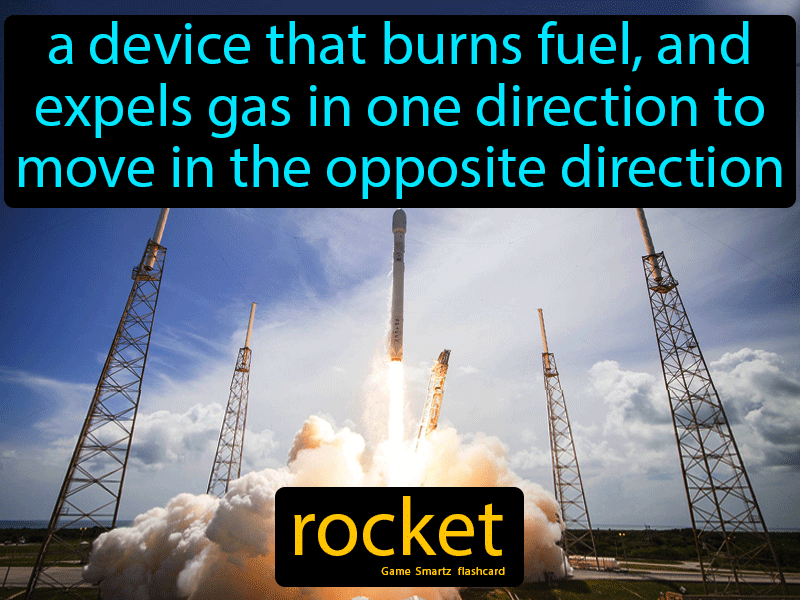 a device that burns fuel, and
expels gas in one direction to
move in the opposite direction
rocket
Game Smartz flashcard